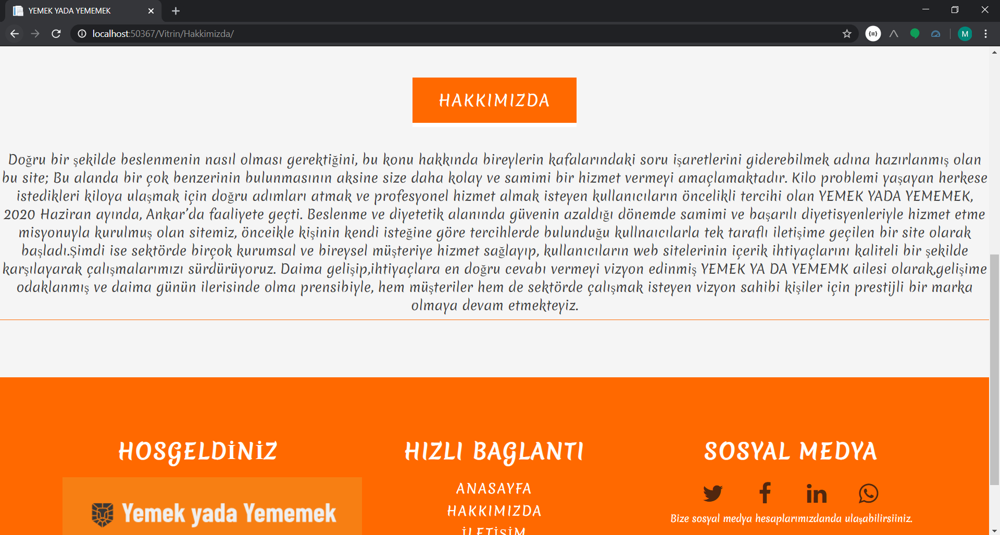 YEMEK YADA YEMEMEK
localhost:50367/Vitrin/Hakkimizda/
M
HAKKIMIZDA
Doğru bir şekilde beslenmenin nasıl olması gerektiğini, bu konu hakkında bireylerin kafalarındaki soru işaretlerini giderebilmek adına hazırlanmış olan
bu site; Bu alanda bir çok benzerinin bulunmasının aksine size daha kolay ve samimi bir hizmet vermeyi amaçlamaktadır. Kilo problemi yaşayan herkese
istedikleri kiloya ulaşmak için doğru adımları atmak ve profesyonel hizmet almak isteyen kullanıcıların öncelikli tercihi olan YEMEK YADA YEMEMEK,
2020 Haziran ayında, Ankar’da faaliyete geçti. Beslenme ve diyetetik alanında güvenin azaldığı dönemde samimi ve başarılı diyetisyenleriyle hizmet etme
misyonuyla kurulmuş olan sitemiz, önceikle kişinin kendi isteğine göre tercihlerde bulunduğu kullnaıcılarla tek taraflı iletişime geçilen bir site olarak
başladı.Şimdi ise sektörde birçok kurumsal ve bireysel müşteriye hizmet sağlayıp, kullanıcıların web sitelerinin içerik ihtiyaçlarını kaliteli bir şekilde
karşılayarak çalışmalarımızı sürdürüyoruz. Daima gelişip,ihtiyaçlara en doğru cevabı vermeyi vizyon edinmiş YEMEK YA DA YEMEMK ailesi olarak,gelişime
odaklanmış ve daima günün ilerisinde olma prensibiyle, hem müşteriler hem de sektörde çalışmak isteyen vizyon sahibi kişiler için prestijli bir marka
olmaya devam etmekteyiz.
HOSGELDİNİZ
Yemek yada Yememek
HIZLI BAGLANTI
ANASAYFA
HAKKIMIZDA
İLETİSİM
SOSYAL MEDYA
Bize sosyal medya hesaplarımızdanda ulaşabilirsiiniz.